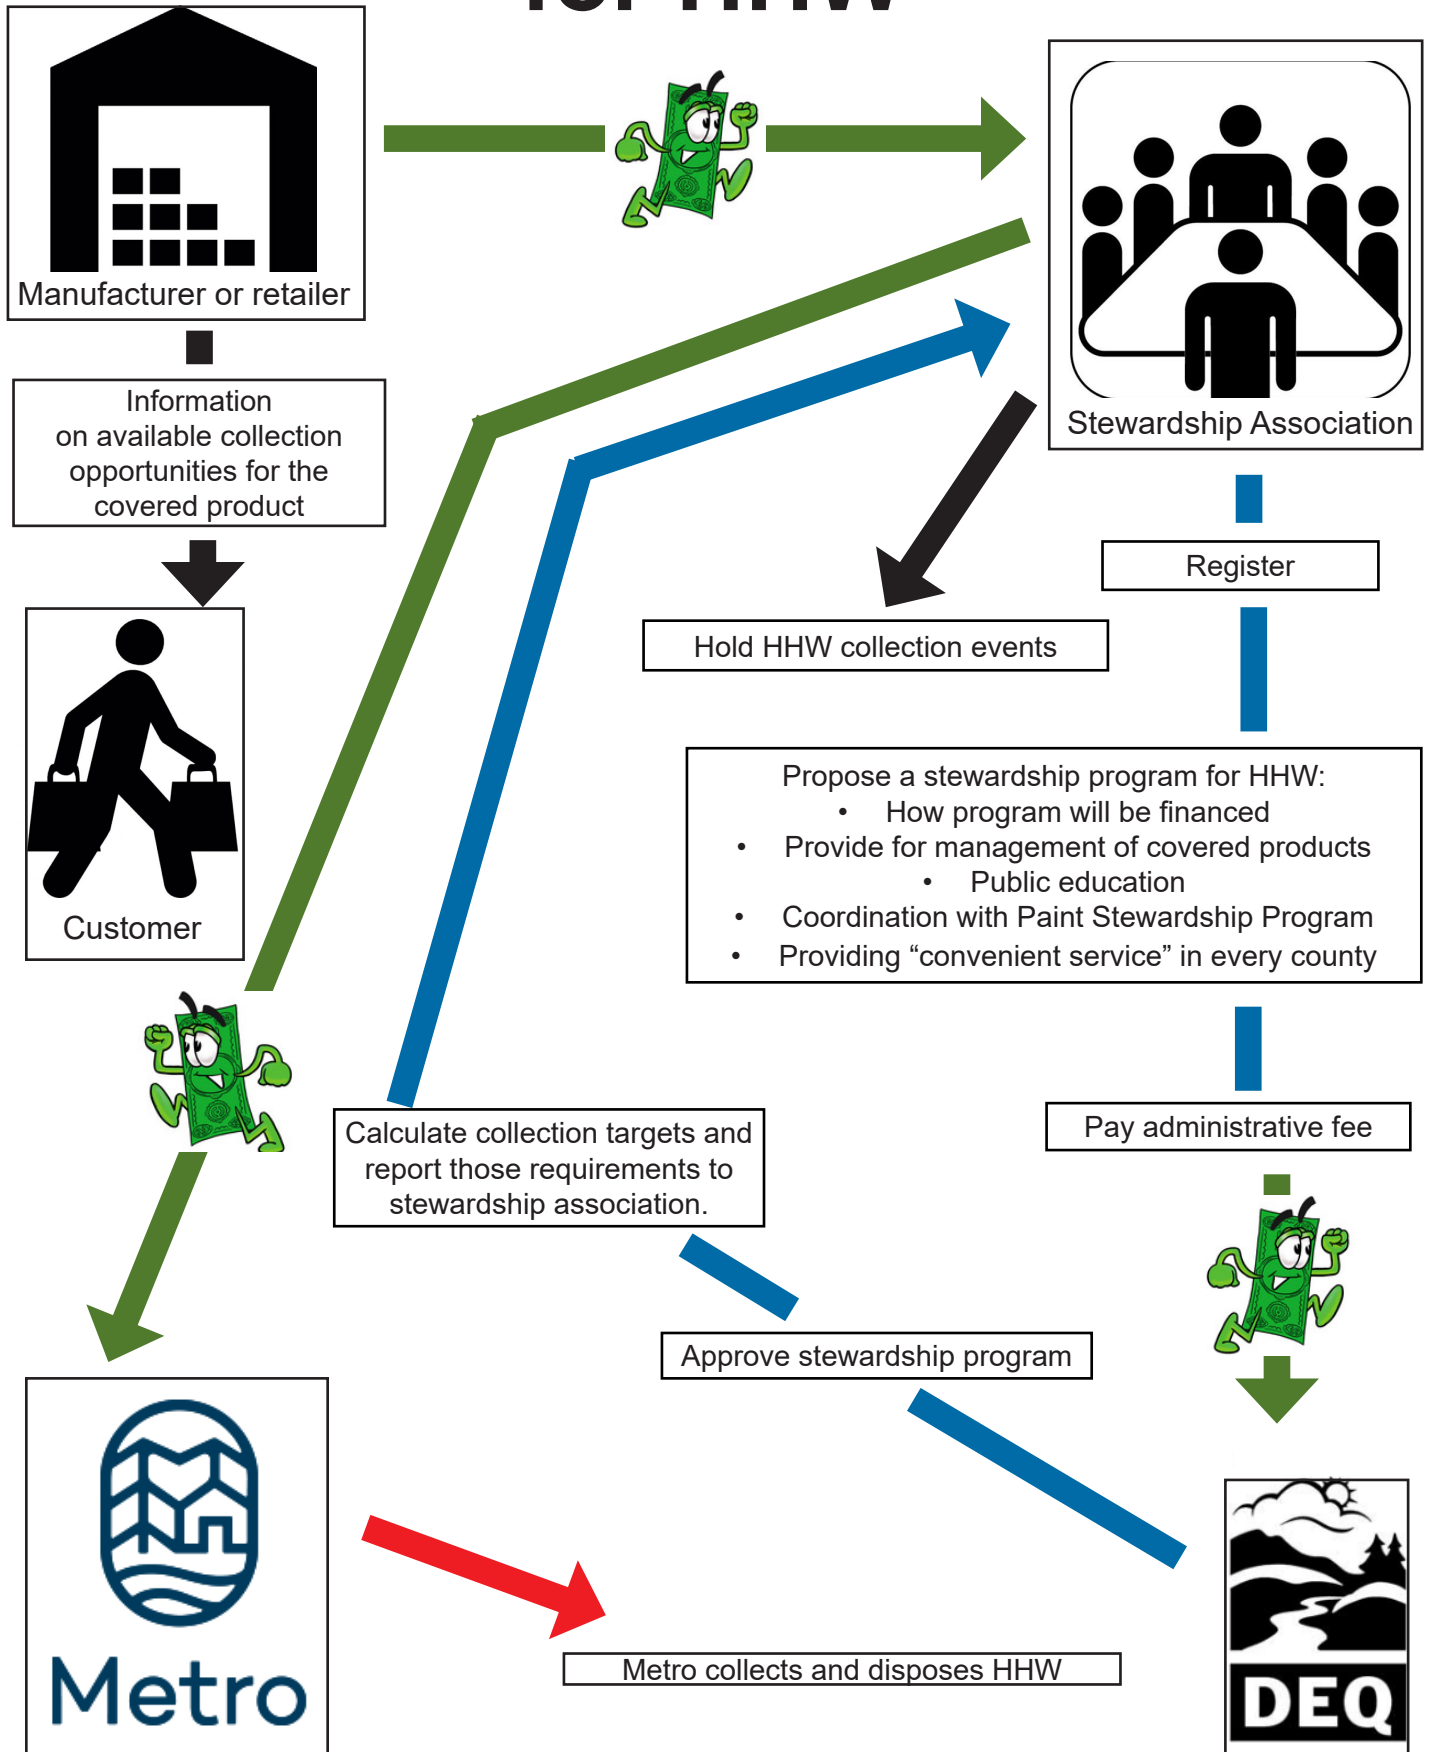 for HHW
Manufacturer or retailer
Information
on available collection
opportunities for the
covered product
Customer
Stewardship Association
Register
Hold HHW collection events
Propose a stewardship program for HHW:
• How program will be financed
• Provide for management of covered products
• Public education
• Coordination with Paint Stewardship Program
• Providing “convenient service” in every county
Pay administrative fee
Calculate collection targets and
report those requirements to
stewardship association.
Approve stewardship program
Metro
Metro collects and disposes HHW
DEQ